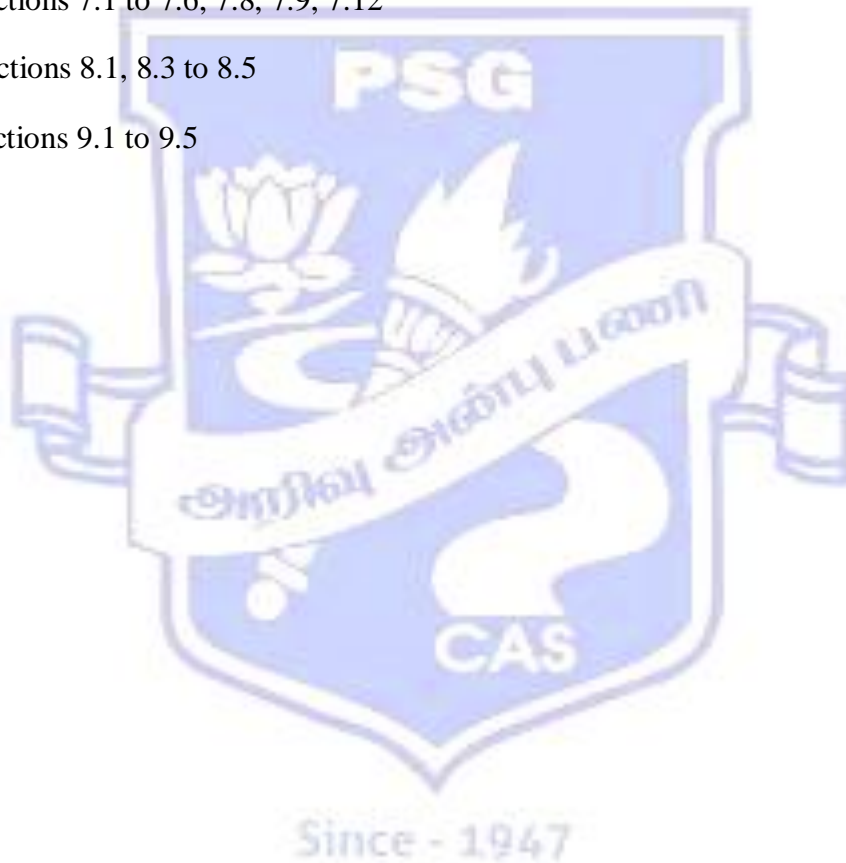 ctions 7.1 to 7.6, 7.8, 7.9, 7.12
PSG
ctions 8.1, 8.3 to 8.5
ctions 9.1 to 9.5
அறிவு அன்பு பணி
CAS
Since - 1947